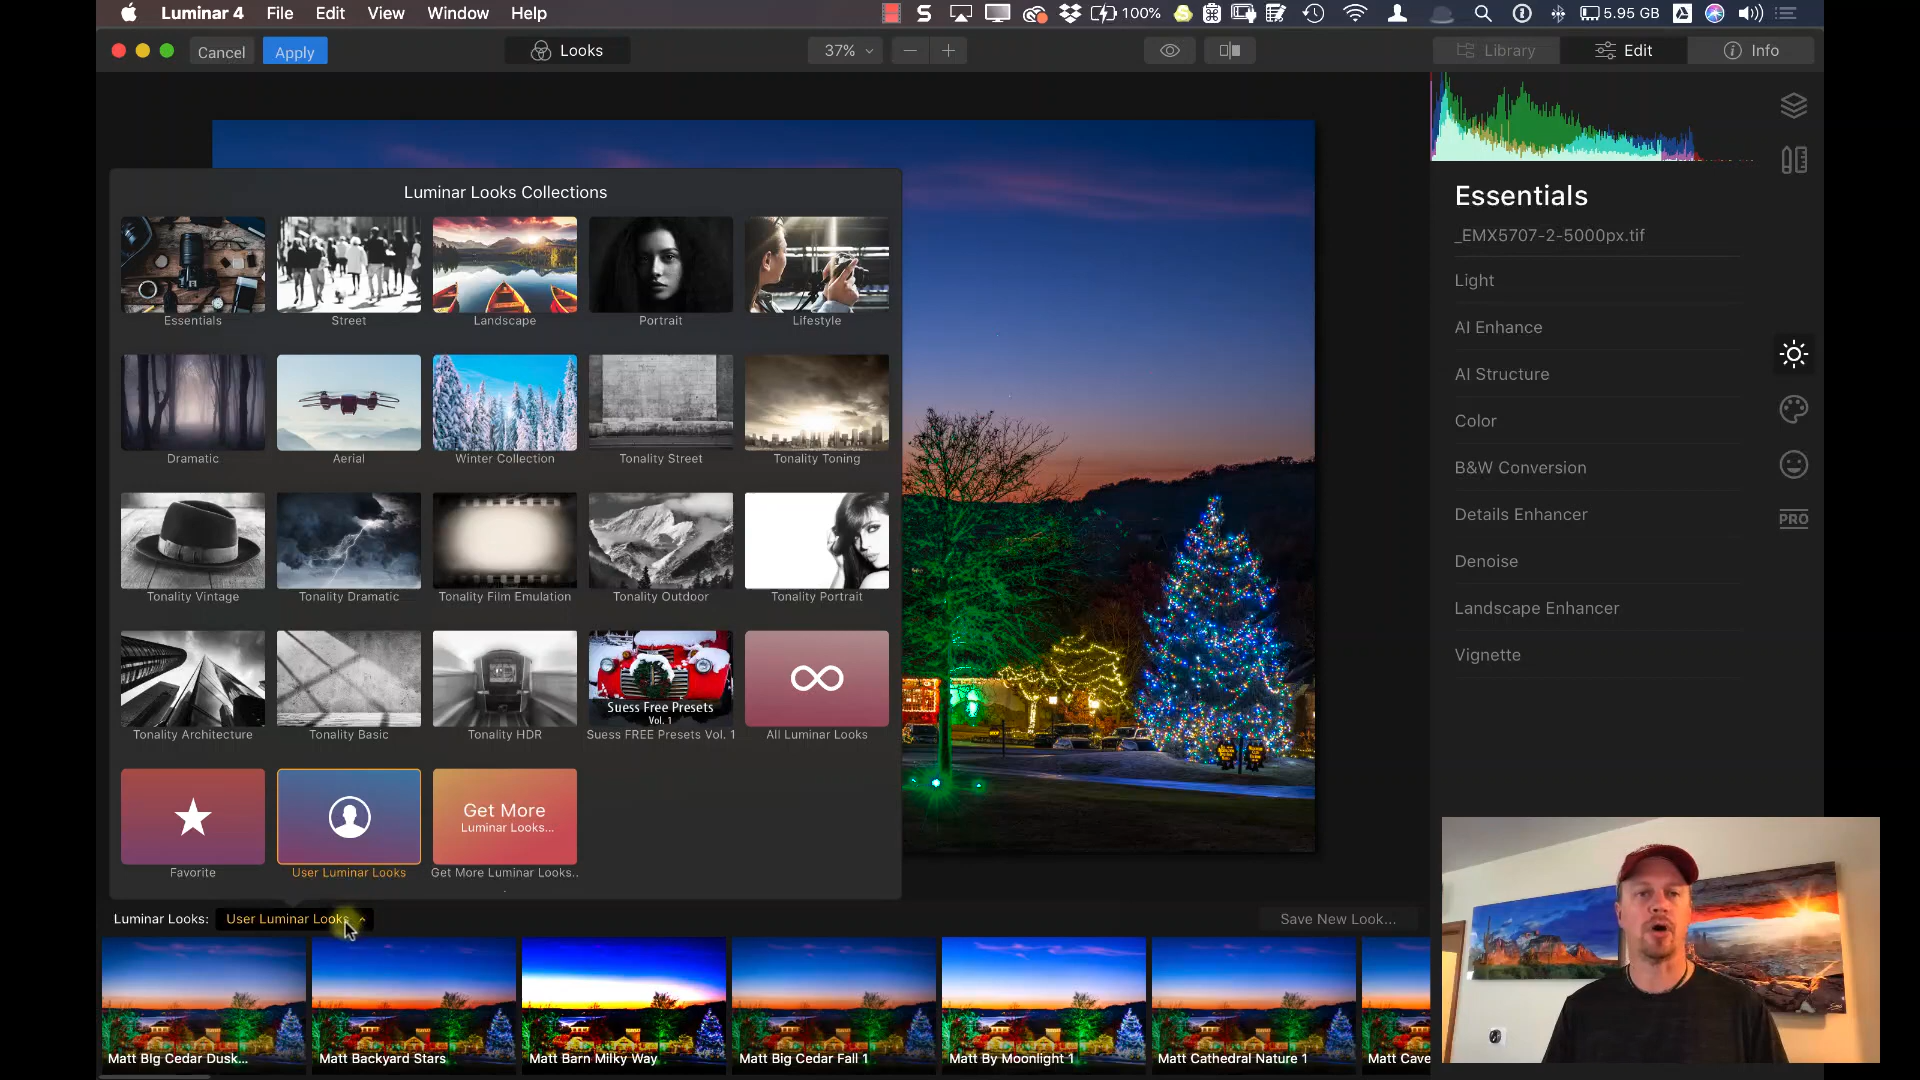 Luminar 4 File Edit View Window Help 100% 5.95 GB
Cancel Apply Looks 37% Library Edit Info
Luminar Looks Collections
Essentials
_EMX5707-2-5000px.tif
Light
AI Enhance
AI Structure
Color
B&W Conversion
Details Enhancer
Denoise
Landscape Enhancer
Vignette
PRO
Essentials Street Landscape Portrait Lifestyle
Dramatic Aerial Winter Collection Tonality Street Tonality Toning
Tonality Vintage Tonality Dramatic Tonality Film Emulation Tonality Outdoor Tonality Portrait
Suess Free Presets
Vol. 1
Tonality Architecture Tonality Basic Tonality HDR Suess FREE Presets Vol. 1 All Luminar Looks
Get More
Luminar Looks...
Favorite User Luminar Looks Get More Luminar Looks..
Luminar Looks: User Luminar Looks Save New Look...
Matt BIg Cedar Dusk... Matt Backyard Stars Matt Barn Milky Way Matt Big Cedar Fall 1 Matt By Moonlight 1 Matt Cathedral Nature 1 Matt Cave